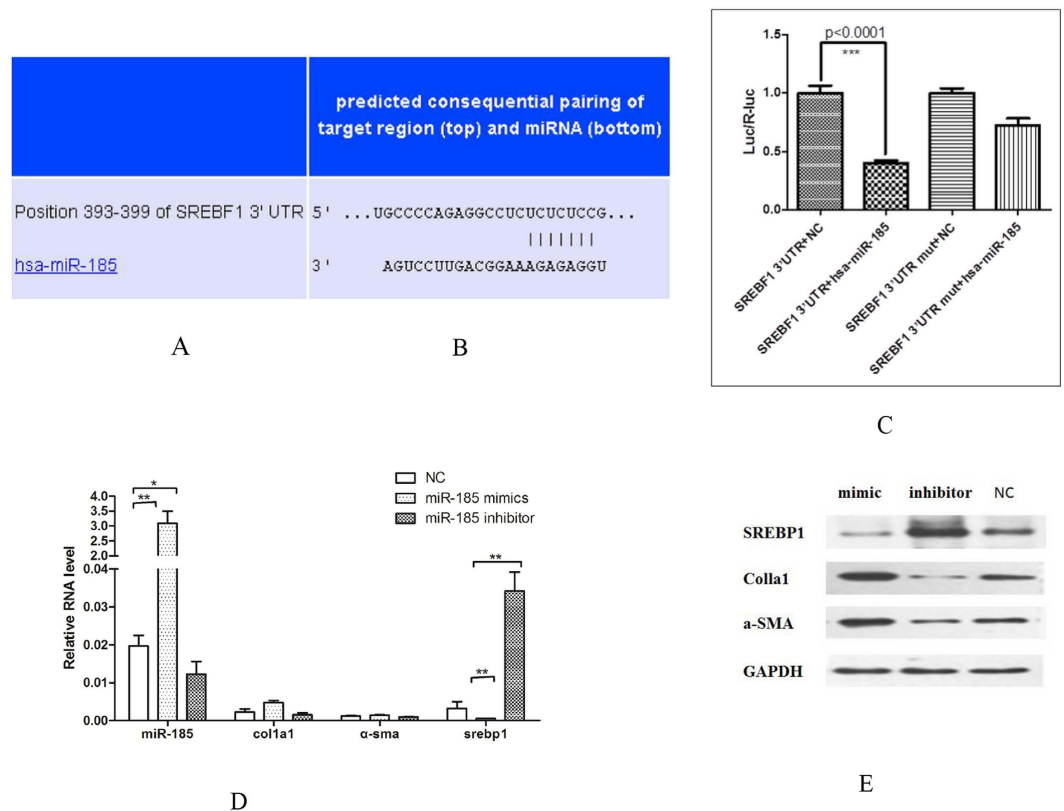 predicted consequential pairing of
target region (top) and miRNA (bottom)
Position 393-399 of SREBF1 3' UTR 5' ...UGCCCCAGAGGCCUCUCUCUCCG...
hsa-miR-185 3' AGUCCUUGACGGAAAGAGAGGU
A
B
p<0.0001
***
Luc/R-luc
1.5
1.0
0.5
0.0
SREBF1 3'UTR+NC
SREBF1 3'UTR+hsa-miR-185
SREBF1 3'UTR mut+NC
SREBF1 3'UTR mut+hsa-miR-185
C
Relative RNA level
4.0
3.5
3.0
2.5
2.0
0.04
0.03
0.02
0.01
0.00
*
**
**
**
NC
miR-185 mimics
miR-185 inhibitor
miR-185 col1a1 α-sma srebp1
D
mimic inhibitor NC
SREBP1
Colla1
a-SMA
GAPDH
E